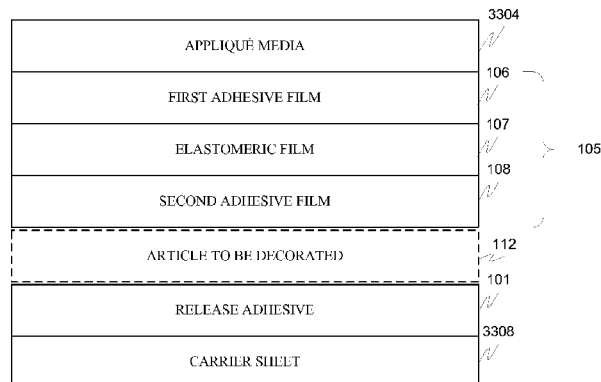 3304
APPLIQUÉ MEDIA
106
FIRST ADHESIVE FILM
107
ELASTOMERIC FILM
105
108
SECOND ADHESIVE FILM
112
ARTICLE TO BE DECORATED
101
RELEASE ADHESIVE
3308
CARRIER SHEET